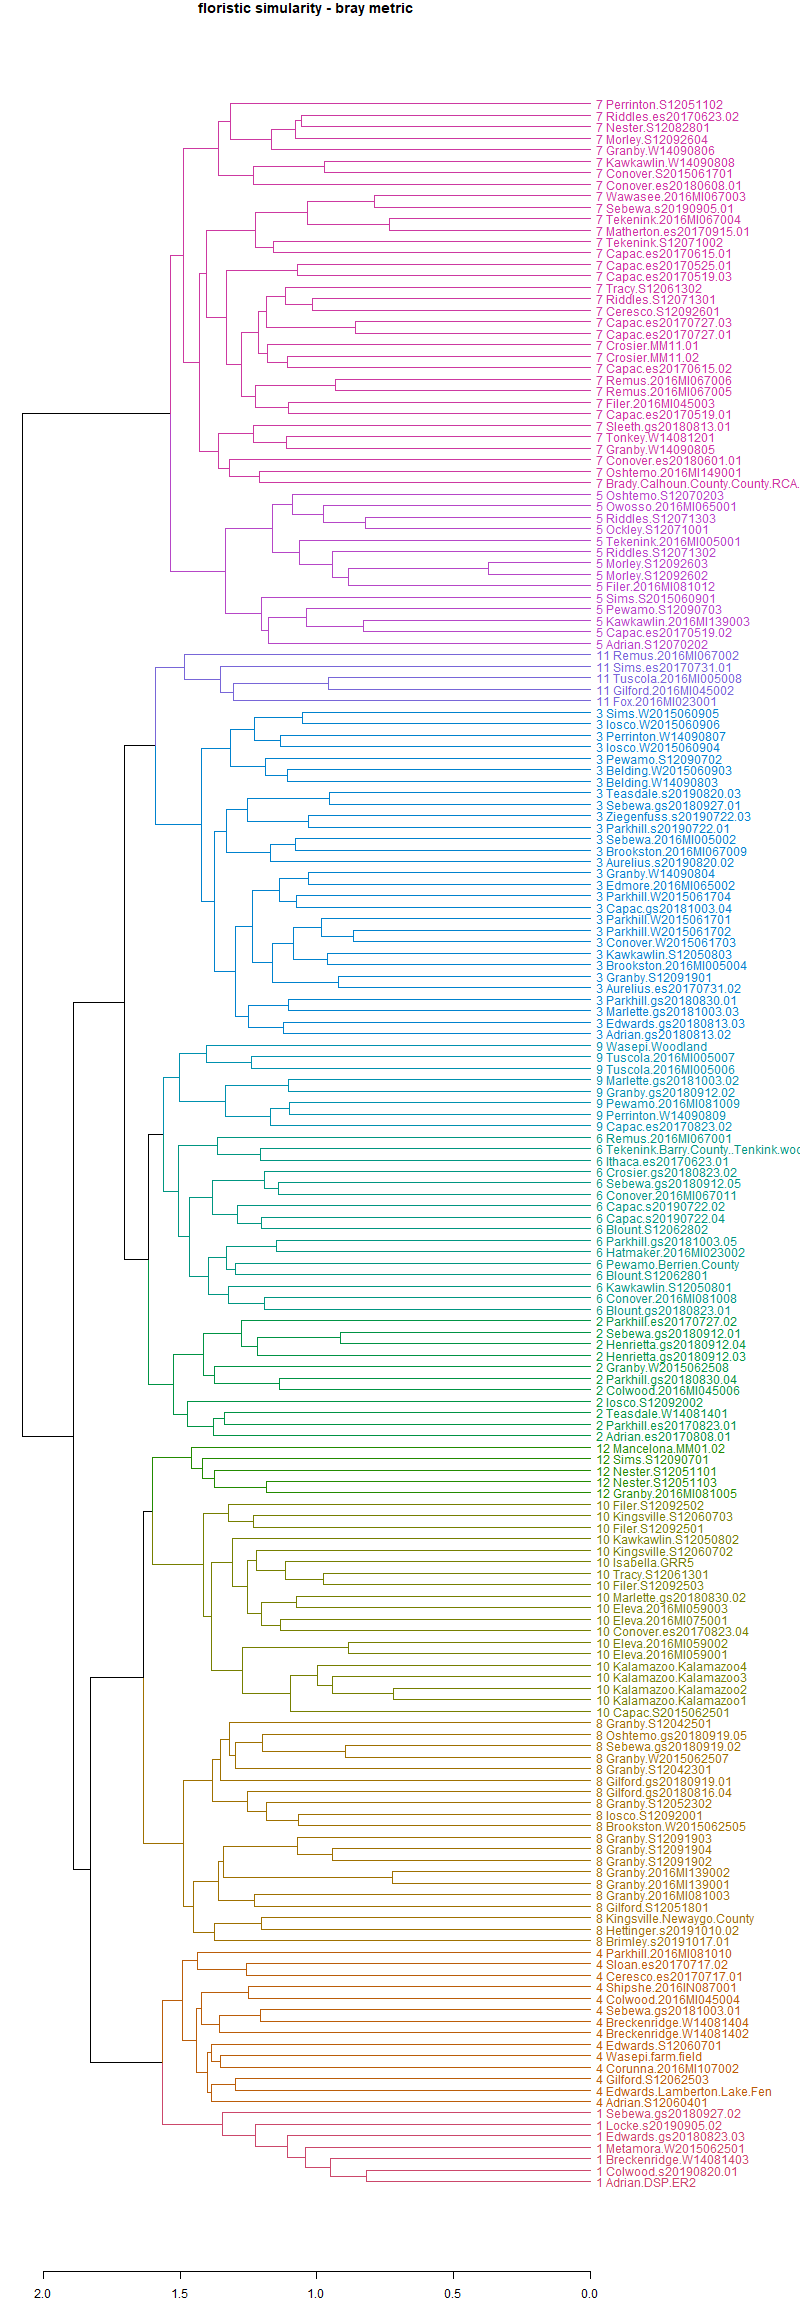 floristic simularity - bray metric
7 Perrinton.S12051102
7 Riddles.es20170623.02
7 Nester.S12082801
7 Morley.S12092604
7 Granby.W14090806
7 Kawkawlin.W14090808
7 Conover.S2015061701
7 Conover.es20180608.01
7 Wawasee.2016MI067003
7 Sebewa.s20190905.01
7 Tekenink.2016MI067004
7 Matherton.es20170915.01
7 Tekenink.S12071002
7 Capac.es20170615.01
7 Capac.es20170525.01
7 Capac.es20170519.03
7 Tracy.S12061302
7 Riddles.S12071301
7 Ceresco.S12092601
7 Capac.es20170727.03
7 Capac.es20170727.01
7 Crosier.MM11.01
7 Crosier.MM11.02
7 Capac.es20170615.02
7 Remus.2016MI067006
7 Remus.2016MI067005
7 Filer.2016MI045003
7 Capac.es20170519.01
7 Sleeth.gs20180813.01
7 Tonkey.W14081201
7 Granby.W14090805
7 Conover.es20180601.01
7 Oshtemo.2016MI149001
7 Brady.Calhoun.County.County.RCA.
5 Oshtemo.S12070203
5 Owosso.2016MI065001
5 Riddles.S12071303
5 Ockley.S12071001
5 Tekenink.2016MI005001
5 Riddles.S12071302
5 Morley.S12092603
5 Morley.S12092602
5 Filer.2016MI081012
5 Sims.S2015060901
5 Pewamo.S12090703
5 Kawkawlin.2016MI139003
5 Capac.es20170519.02
5 Adrian.S12070202
11 Remus.2016MI067002
11 Sims.es20170731.01
11 Tuscola.2016MI005008
11 Gilford.2016MI045002
11 Fox.2016MI023001
3 Sims.W2015060905
3 Iosco.W2015060906
3 Perrinton.W14090807
3 Iosco.W2015060904
3 Pewamo.S12090702
3 Belding.W2015060903
3 Belding.W14090803
3 Teasdale.s20190820.03
3 Sebewa.gs20180927.01
3 Ziegenfuss.s20190722.03
3 Parkhill.s20190722.01
3 Sebewa.2016MI005002
3 Brookston.2016MI067009
3 Aurelius.s20190820.02
3 Granby.W14090804
3 Edmore.2016MI065002
3 Parkhill.W2015061704
3 Capac.gs20181003.04
3 Parkhill.W2015061701
3 Parkhill.W2015061702
3 Conover.W2015061703
3 Kawkawlin.S12050803
3 Brookston.2016MI005004
3 Granby.S12091901
3 Aurelius.es20170731.02
3 Parkhill.gs20180830.01
3 Marlette.gs20181003.03
3 Edwards.gs20180813.03
3 Adrian.gs20180813.02
9 Wasepi.Woodland
9 Tuscola.2016MI005007
9 Tuscola.2016MI005006
9 Marlette.gs20181003.02
9 Granby.gs20180912.02
9 Pewamo.2016MI081009
9 Perrinton.W14090809
9 Capac.es20170823.02
6 Remus.2016MI067001
6 Tekenink.Barry.County..Tenkink.woo
6 Ithaca.es20170623.01
6 Crosier.gs20180823.02
6 Sebewa.gs20180912.05
6 Conover.2016MI067011
6 Capac.s20190722.02
6 Capac.s20190722.04
6 Blount.S12062802
6 Parkhill.gs20181003.05
6 Hatmaker.2016MI023002
6 Pewamo.Berrien.County
6 Blount.S12062801
6 Kawkawlin.S12050801
6 Conover.2016MI081008
6 Blount.gs20180823.01
2 Parkhill.es20170727.02
2 Sebewa.gs20180912.01
2 Henrietta.gs20180912.04
2 Henrietta.gs20180912.03
2 Granby.W2015062508
2 Parkhill.gs20180830.04
2 Colwood.2016MI045006
2 Iosco.S12092002
2 Teasdale.W14081401
2 Parkhill.es20170823.01
2 Adrian.es20170808.01
12 Mancelona.MM01.02
12 Sims.S12090701
12 Nester.S12051101
12 Nester.S12051103
12 Granby.2016MI081005
10 Filer.S12092502
10 Kingsville.S12060703
10 Filer.S12092501
10 Kawkawlin.S12050802
10 Kingsville.S12060702
10 Isabella.GRR5
10 Tracy.S12061301
10 Filer.S12092503
10 Marlette.gs20180830.02
10 Eleva.2016MI059003
10 Eleva.2016MI075001
10 Conover.es20170823.04
10 Eleva.2016MI059002
10 Eleva.2016MI059001
10 Kalamazoo.Kalamazoo4
10 Kalamazoo.Kalamazoo3
10 Kalamazoo.Kalamazoo2
10 Kalamazoo.Kalamazoo1
10 Capac.S2015062501
8 Granby.S12042501
8 Oshtemo.gs20180919.05
8 Sebewa.gs20180919.02
8 Granby.W2015062507
8 Granby.S12042301
8 Gilford.gs20180919.01
8 Gilford.gs20180816.04
8 Granby.S12052302
8 Iosco.S12092001
8 Brookston.W2015062505
8 Granby.S12091903
8 Granby.S12091904
8 Granby.S12091902
8 Granby.2016MI139002
8 Granby.2016MI139001
8 Granby.2016MI081003
8 Gilford.S12051801
8 Kingsville.Newaygo.County
8 Hettinger.s20191010.02
8 Brimley.s20191017.01
4 Parkhill.2016MI081010
4 Sloan.es20170717.02
4 Ceresco.es20170717.01
4 Shipshe.2016IN087001
4 Colwood.2016MI045004
4 Sebewa.gs20181003.01
4 Breckenridge.W14081404
4 Breckenridge.W14081402
4 Edwards.S12060701
4 Wasepi.farm.field
4 Corunna.2016MI107002
4 Gilford.S12062503
4 Edwards.Lamberton.Lake.Fen
4 Adrian.S12060401
1 Sebewa.gs20180927.02
1 Locke.s20190905.02
1 Edwards.gs20180823.03
1 Metamora.W2015062501
1 Breckenridge.W14081403
1 Colwood.s20190820.01
1 Adrian.DSP.ER2
2.0 1.5 1.0 0.5 0.0